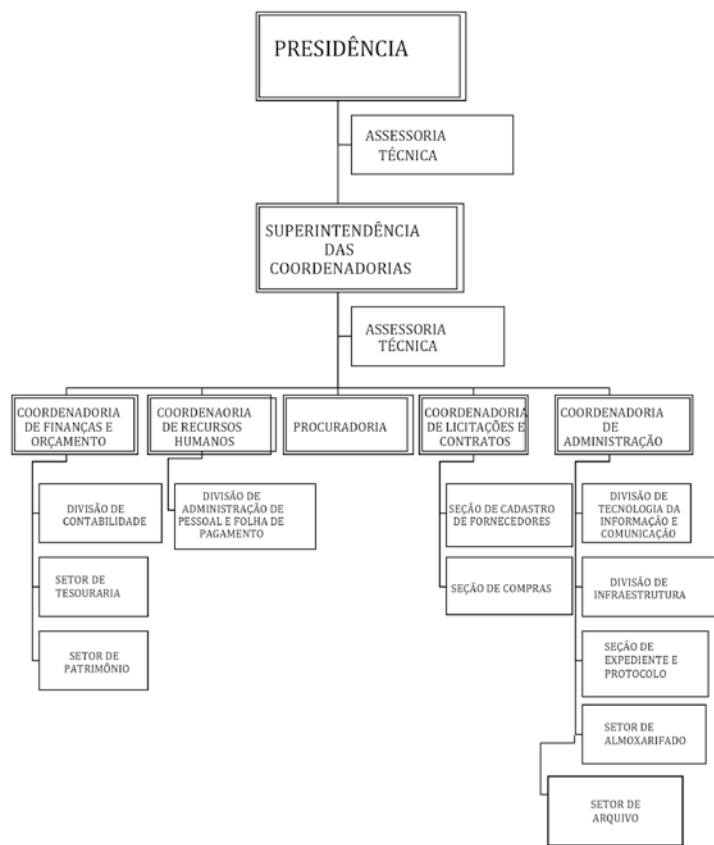 PRESIDÊNCIA
ASSESSORIA
TÉCNICA
SUPERINTENDÊNCIA
DAS
COORDENADORIAS
ASSESSORIA
TÉCNICA
COORDENADORIA
DE FINANÇAS E
ORÇAMENTO
COORDENAORIA
DE RECURSOS
HUMANOS
PROCURADORIA
COORDENADORIA
DE LICITAÇÕES E
CONTRATOS
COORDENADORIA
DE
ADMINISTRAÇÃO
DIVISÃO DE
CONTABILIDADE
SETOR DE
TESOURARIA
SETOR DE
PATRIMÔNIO
DIVISÃO DE
ADMINISTRAÇÃO DE
PESSOAL E FOLHA DE
PAGAMENTO
SEÇÃO DE CADASTRO
DE FORNECEDORES
SEÇÃO DE COMPRAS
DIVISÃO DE
TECNOLOGIA DA
INFORMAÇÃO E
COMUNICAÇÃO
DIVISÃO DE
INFRAESTRUTURA
SEÇÃO DE
EXPEDIENTE E
PROTOCOLO
SETOR DE
ALMOXARIFADO
SETOR DE
ARQUIVO